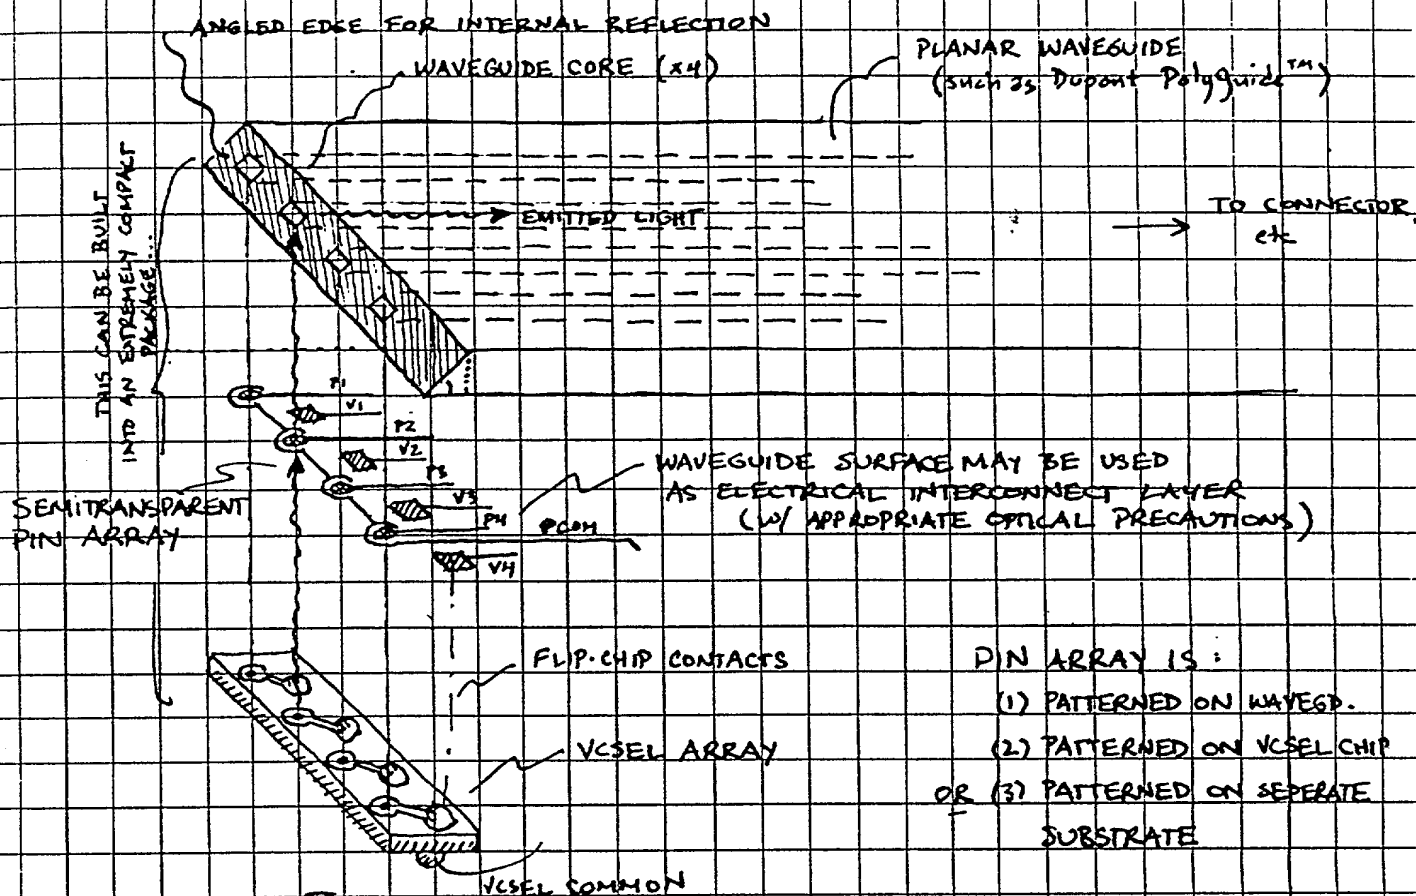 ANGLED EDGE FOR INTERNAL REFLECTION
WAVEGUIDE CORE (x4)
PLANAR WAVEGUIDE
(such as Dupont Polyguide™)
THIS CAN BE BUILT
INTO AN EXTREMELY COMPACT
PACKAGE...
EMITTED LIGHT
TO CONNECTOR,
etc
P1
V1
P2
V2
P3
V3
P4
PCOM
V4
WAVEGUIDE SURFACE MAY BE USED
AS ELECTRICAL INTERCONNECT LAYER
(W/ APPROPRIATE OPTICAL PRECAUTIONS)
SEMITRANSPARENT
PIN ARRAY
FLIP-CHIP CONTACTS
VCSEL ARRAY
VCSEL COMMON
PIN ARRAY IS:
(1) PATTERNED ON WAVEGD.
(2) PATTERNED ON VCSEL CHIP
OR (3) PATTERNED ON SEPERATE
SUBSTRATE